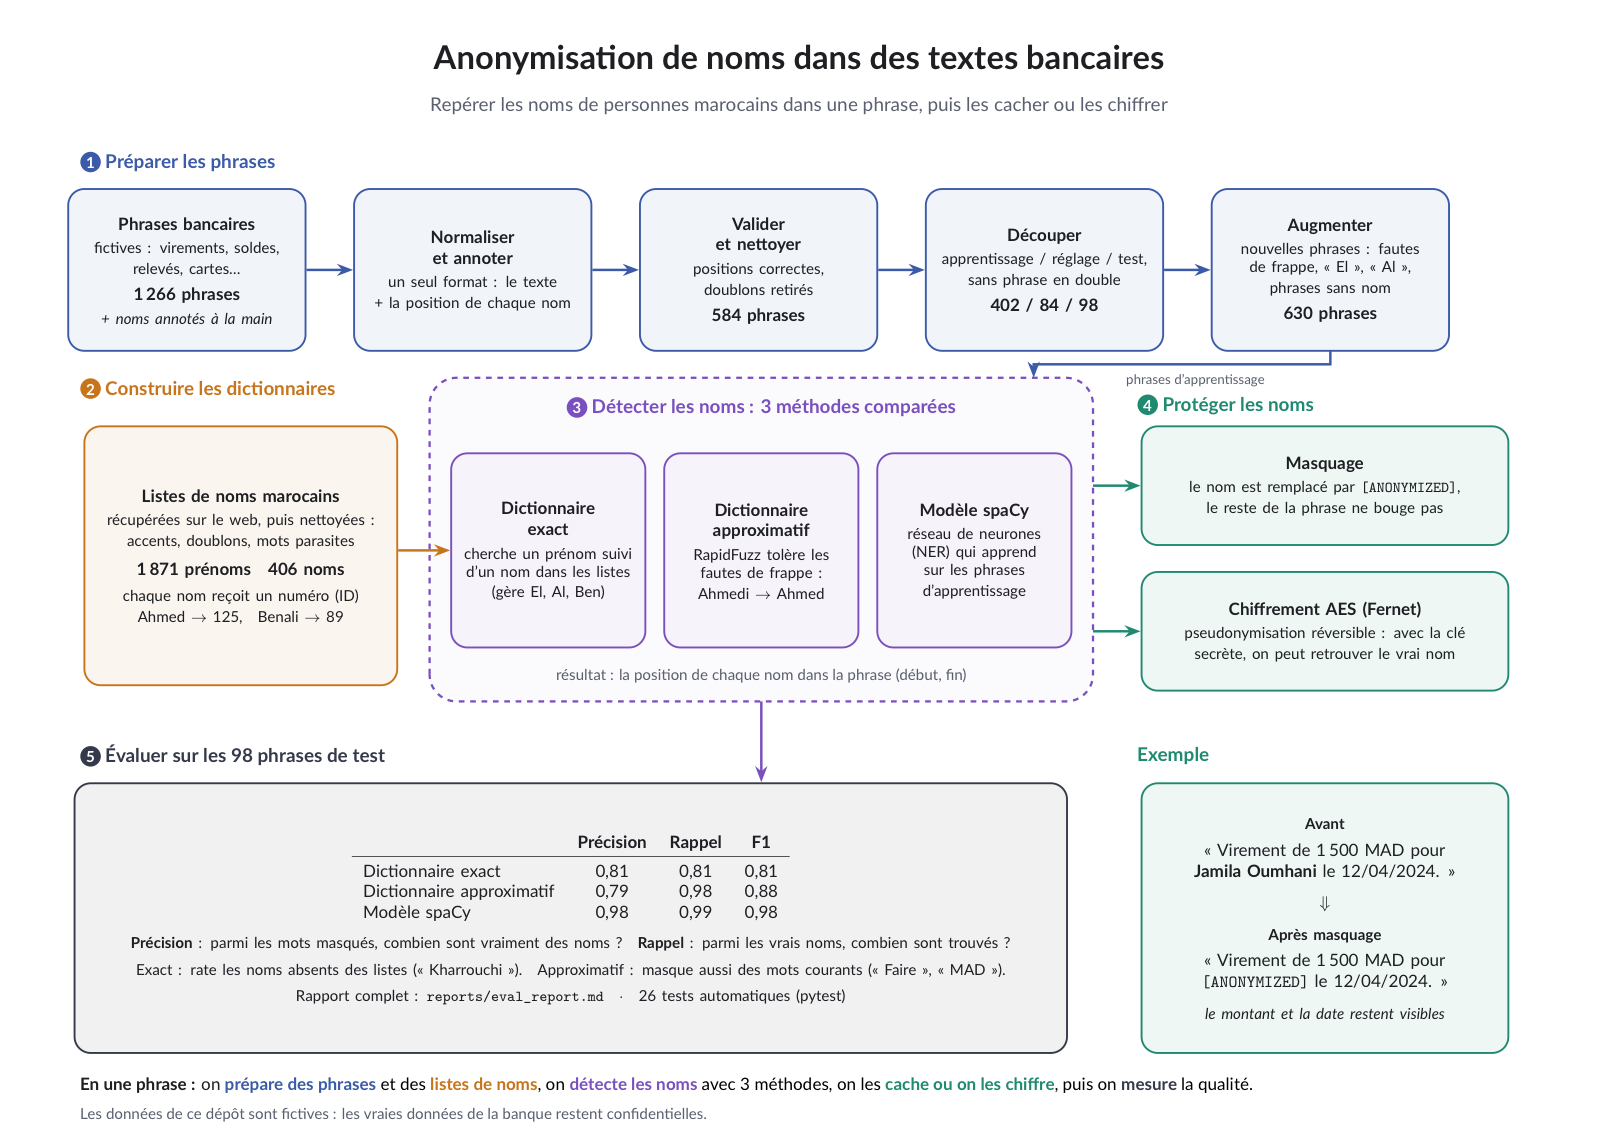 Anonymisation de noms dans des textes bancaires
Repérer les noms de personnes marocains dans une phrase, puis les cacher ou les chiffrer
1 Préparer les phrases
Phrases bancaires
fictives : virements, soldes,
relevés, cartes...
1 266 phrases
+ noms annotés à la main
Normaliser
et annoter
un seul format : le texte
+ la position de chaque nom
Valider
et nettoyer
positions correctes,
doublons retirés
584 phrases
Découper
apprentissage / réglage / test,
sans phrase en double
402 / 84 / 98
Augmenter
nouvelles phrases : fautes
de frappe, « El », « Al »,
phrases sans nom
630 phrases
phrases d'apprentissage
2 Construire les dictionnaires
Listes de noms marocains
récupérées sur le web, puis nettoyées :
accents, doublons, mots parasites
1 871 prénoms 406 noms
chaque nom reçoit un numéro (ID)
Ahmed → 125, Benali → 89
3 Détecter les noms : 3 méthodes comparées
Dictionnaire
exact
cherche un prénom suivi
d'un nom dans les listes
(gère El, Al, Ben)
Dictionnaire
approximatif
RapidFuzz tolère les
fautes de frappe :
Ahmedi → Ahmed
Modèle spaCy
réseau de neurones
(NER) qui apprend
sur les phrases
d'apprentissage
résultat : la position de chaque nom dans la phrase (début, fin)
4 Protéger les noms
Masquage
le nom est remplacé par [ANONYMIZED],
le reste de la phrase ne bouge pas
Chiffrement AES (Fernet)
pseudonymisation réversible : avec la clé
secrète, on peut retrouver le vrai nom
5 Évaluer sur les 98 phrases de test
Précision Rappel F1
Dictionnaire exact 0,81 0,81 0,81
Dictionnaire approximatif 0,79 0,98 0,88
Modèle spaCy 0,98 0,99 0,98
Précision : parmi les mots masqués, combien sont vraiment des noms ? Rappel : parmi les vrais noms, combien sont trouvés ?
Exact : rate les noms absents des listes (« Kharrouchi »). Approximatif : masque aussi des mots courants (« Faire », « MAD »).
Rapport complet : reports/eval_report.md · 26 tests automatiques (pytest)
Exemple
Avant
« Virement de 1 500 MAD pour
Jamila Oumhani le 12/04/2024. »
⇓
Après masquage
« Virement de 1 500 MAD pour
[ANONYMIZED] le 12/04/2024. »
le montant et la date restent visibles
En une phrase : on prépare des phrases et des listes de noms, on détecte les noms avec 3 méthodes, on les cache ou on les chiffre, puis on mesure la qualité.
Les données de ce dépôt sont fictives : les vraies données de la banque restent confidentielles.